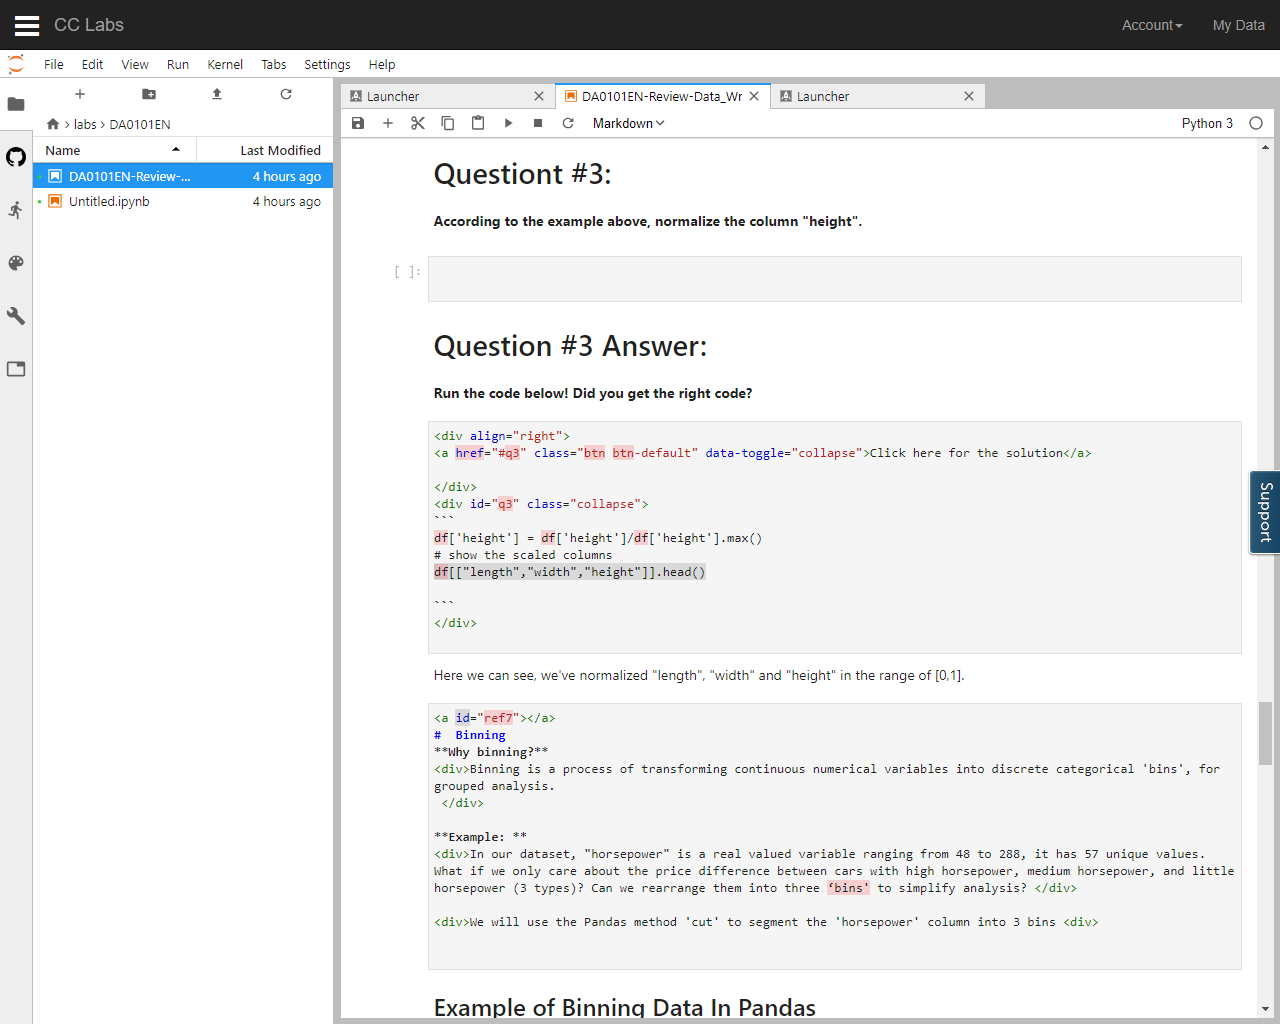 CC Labs
Account
My Data
File Edit View Run Kernel Tabs Settings Help
labs > DA0101EN
Name
Last Modified
DA0101EN-Review-...
4 hours ago
Untitled.ipynb
4 hours ago
Launcher
DA0101EN-Review-Data_Wr
Launcher
Markdown
Python 3
Questiont #3:
According to the example above, normalize the column "height".
[ ]:
Question #3 Answer:
Run the code below! Did you get the right code?
<div align="right">
<a href="#q3" class="btn btn-default" data-toggle="collapse">Click here for the solution</a>
</div>
<div id="q3" class="collapse">
```
df['height'] = df['height']/df['height'].max()
# show the scaled columns
df[["length","width","height"]].head()
```
</div>
Here we can see, we've normalized "length", "width" and "height" in the range of [0,1].
<a id="ref7"></a>
#  Binning
**Why binning?**
<div>Binning is a process of transforming continuous numerical variables into discrete categorical 'bins', for
grouped analysis.
</div>
**Example: **
<div>In our dataset, "horsepower" is a real valued variable ranging from 48 to 288, it has 57 unique values.
What if we only care about the price difference between cars with high horsepower, medium horsepower, and little
horsepower (3 types)? Can we rearrange them into three ‘bins' to simplify analysis? </div>
<div>We will use the Pandas method 'cut' to segment the 'horsepower' column into 3 bins <div>
Example of Binning Data In Pandas
Support